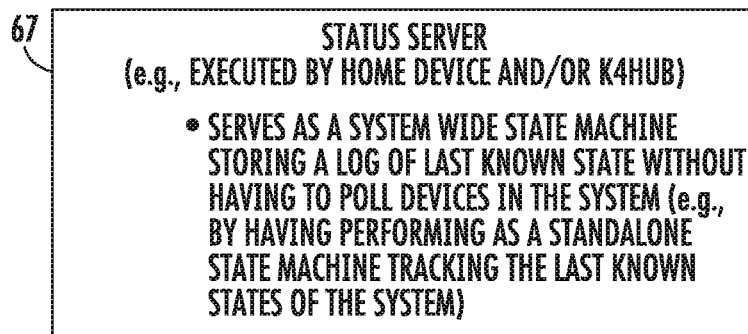 67
STATUS SERVER
(e.g., EXECUTED BY HOME DEVICE AND/OR K4HUB)
• SERVES AS A SYSTEM WIDE STATE MACHINE
STORING A LOG OF LAST KNOWN STATE WITHOUT
HAVING TO POLL DEVICES IN THE SYSTEM (e.g.,
BY HAVING PERFORMING AS A STANDALONE
STATE MACHINE TRACKING THE LAST KNOWN
STATES OF THE SYSTEM)